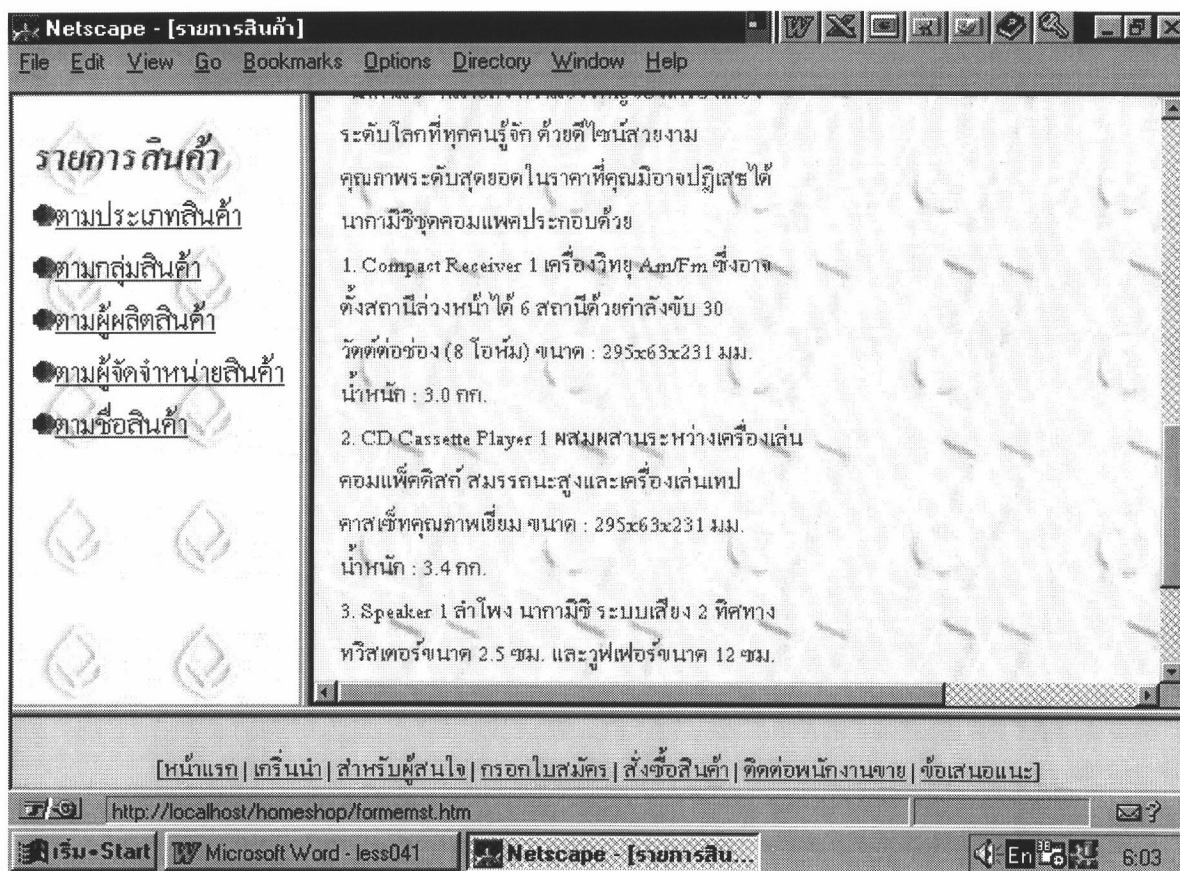 Netscape - [รายการสินค้า]
File Edit View Go Bookmarks Options Directory Window Help
รายการสินค้า
ตามประเภทสินค้า
ตามกลุ่มสินค้า
ตามผู้ผลิตสินค้า
ตามผู้จัดจำหน่ายสินค้า
ตามชื่อสินค้า
ระดับโลกที่ทุกคนรู้จัก ด้วยดีไซน์สวยงาม
คุณภาพระดับสุดยอดในราคาที่คุณมิอาจปฏิเสธได้
นากามิชิชุดคอมแพคประกอบด้วย
1. Compact Receiver 1 เครื่องวิทยุ Am/Fm ซึ่งอาจ
ตั้งสถานีล่วงหน้าได้ 6 สถานีด้วยกำลังขับ 30
วัตต์ต่อช่อง (8 โอห์ม) ขนาด : 295x63x231 มม.
น้ำหนัก : 3.0 กก.
2. CD Cassette Player 1 ผสมผสานระหว่างเครื่องเล่น
คอมแพ็คดิสก์ สมรรถนะสูงและเครื่องเล่นเทป
คาสเซ็ทคุณภาพเยี่ยม ขนาด : 295x63x231 มม.
น้ำหนัก : 3.4 กก.
3. Speaker 1 ลำโพง นากามิชิ ระบบเสียง 2 ทิศทาง
ทวิสเตอร์ขนาด 2.5 ซม. และวูฟเฟอร์ขนาด 12 ซม.
[หน้าแรก | เกริ่นนำ | สำหรับผู้สนใจ | กรอกใบสมัคร | สั่งซื้อสินค้า | ติดต่อพนักงานขาย | ข้อเสนอแนะ]
http://localhost/homeshop/formemst.htm
เริ่ม-Start Microsoft Word - less041 Netscape - [รายการสิน... En 6:03